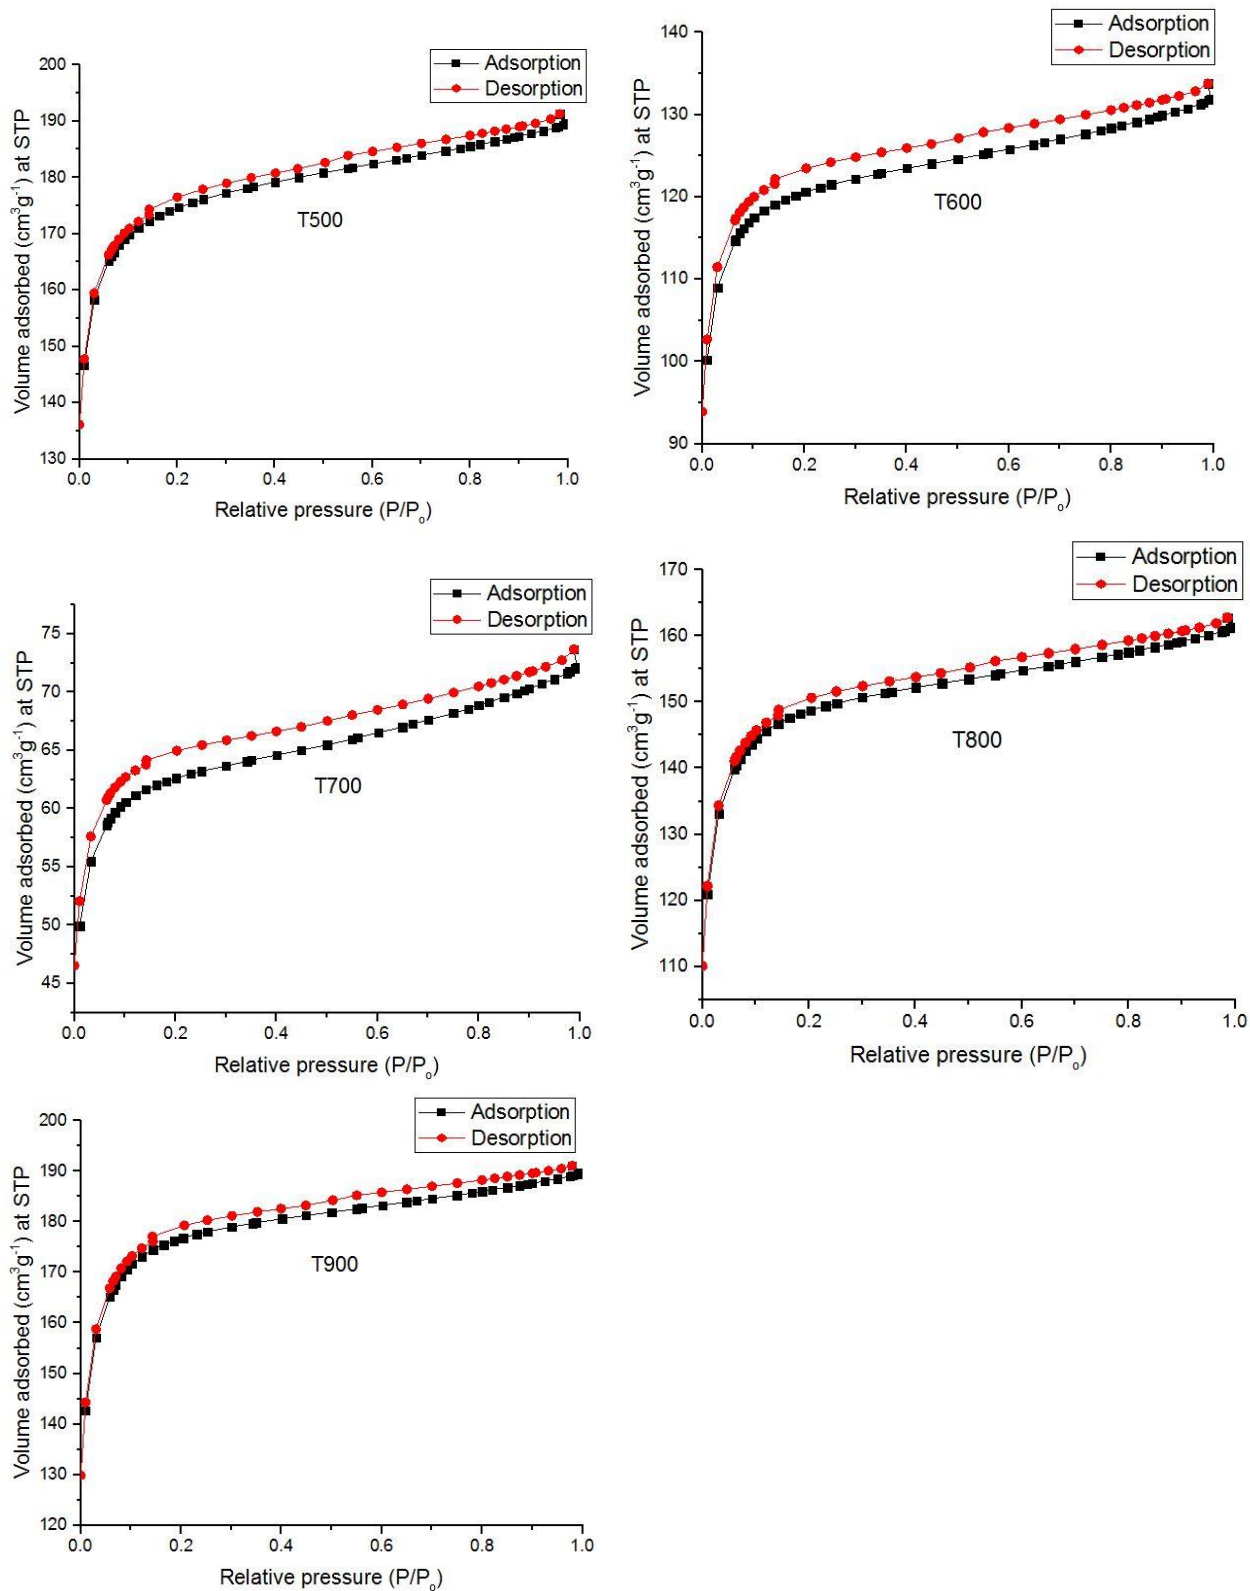 Adsorption
Desorption
Volume adsorbed (cm³g⁻¹) at STP
200
190
180
170
160
150
140
130
T500
0.0 0.2 0.4 0.6 0.8 1.0
Relative pressure (P/Pₒ)
Adsorption
Desorption
Volume adsorbed (cm³g⁻¹) at STP
140
130
120
110
100
90
T600
0.0 0.2 0.4 0.6 0.8 1.0
Relative pressure (P/Pₒ)
Adsorption
Desorption
Volume adsorbed (cm³g⁻¹) at STP
75
70
65
60
55
50
45
T700
0.0 0.2 0.4 0.6 0.8 1.0
Relative pressure (P/Pₒ)
Adsorption
Desorption
Volume adsorbed (cm³g⁻¹) at STP
170
160
150
140
130
120
110
T800
0.0 0.2 0.4 0.6 0.8 1.0
Relative pressure (P/Pₒ)
Adsorption
Desorption
Volume adsorbed (cm³g⁻¹) at STP
200
190
180
170
160
150
140
130
120
T900
0.0 0.2 0.4 0.6 0.8 1.0
Relative pressure (P/Pₒ)